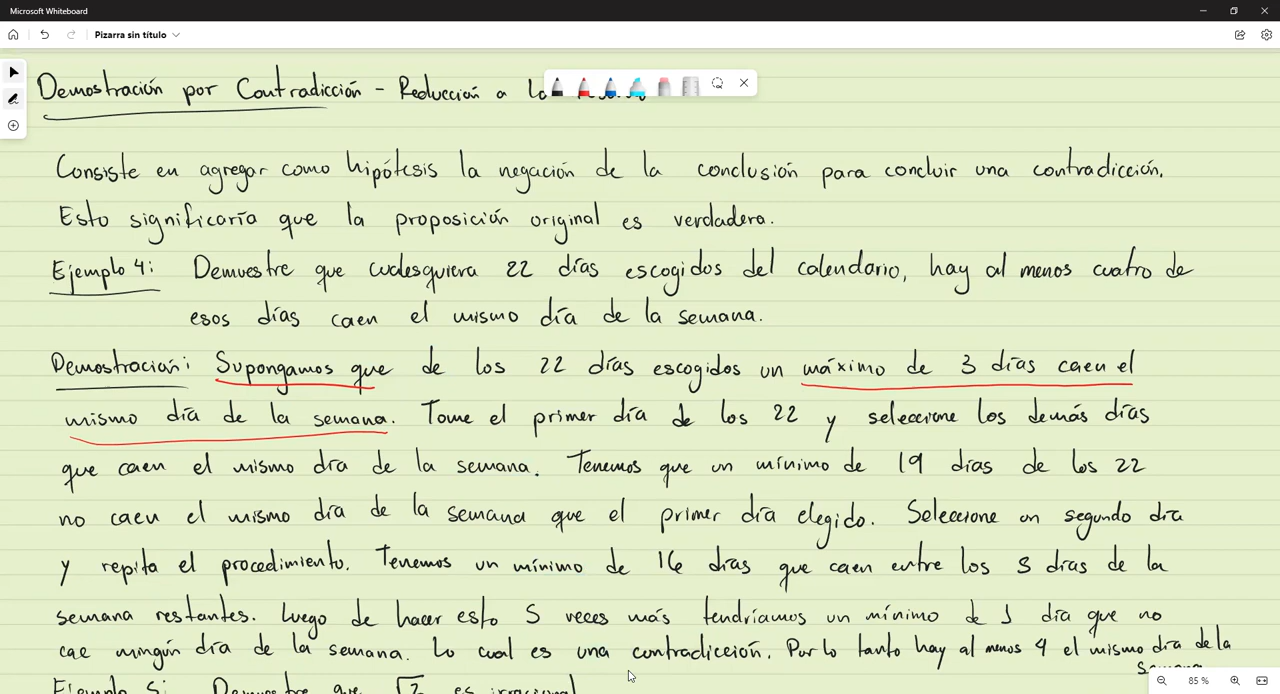 Microsoft Whiteboard
Pizarra sin título
Demostración por Contradicción - Reducción a lo
Consiste en agregar como hipótesis la negación de la conclusión para concluir una contradicción.
Esto significaría que la proposición original es verdadera.
Ejemplo 4: Demuestre que cualesquiera 22 días escogidos del calendario, hay al menos cuatro de
esos días caen el mismo día de la semana.
Demostración: Supongamos que de los 22 días escogidos un máximo de 3 días caen el
mismo día de la semana. Tome el primer día de los 22 y seleccione los demás días
que caen el mismo día de la semana. Tenemos que un mínimo de 19 días de los 22
no caen el mismo día de la semana que el primer día elegido. Seleccione un segundo día
y repita el procedimiento. Tenemos un mínimo de 16 días que caen entre los 5 días de la
semana restantes. Luego de hacer esto 5 veces más tendríamos un mínimo de 1 día que no
cae ningún día de la semana. Lo cual es una contradicción. Por lo tanto hay al menos 4 el mismo día de la
semana
Ejemplo 5: Demuestre que √2 es irracional
85 %